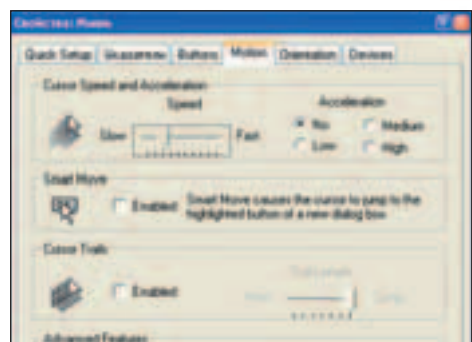 Quick Setup Buttons Motion Orientation Devices
Cursor Speed and Acceleration
Speed
Acceleration
Slow Fast
No Medium
Low High
Smart Move
Enabled
Smart Move causes the cursor to jump to the
highlighted button of a new dialog box
Cursor Trails
Enabled
Advanced Features